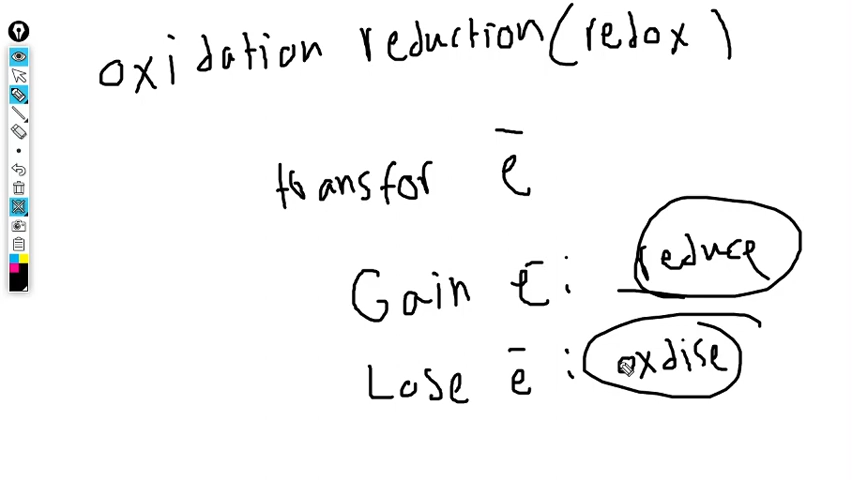 oxidation reduction(redox)
transfor ē
Gain ē: reduce
Lose ē: oxdise